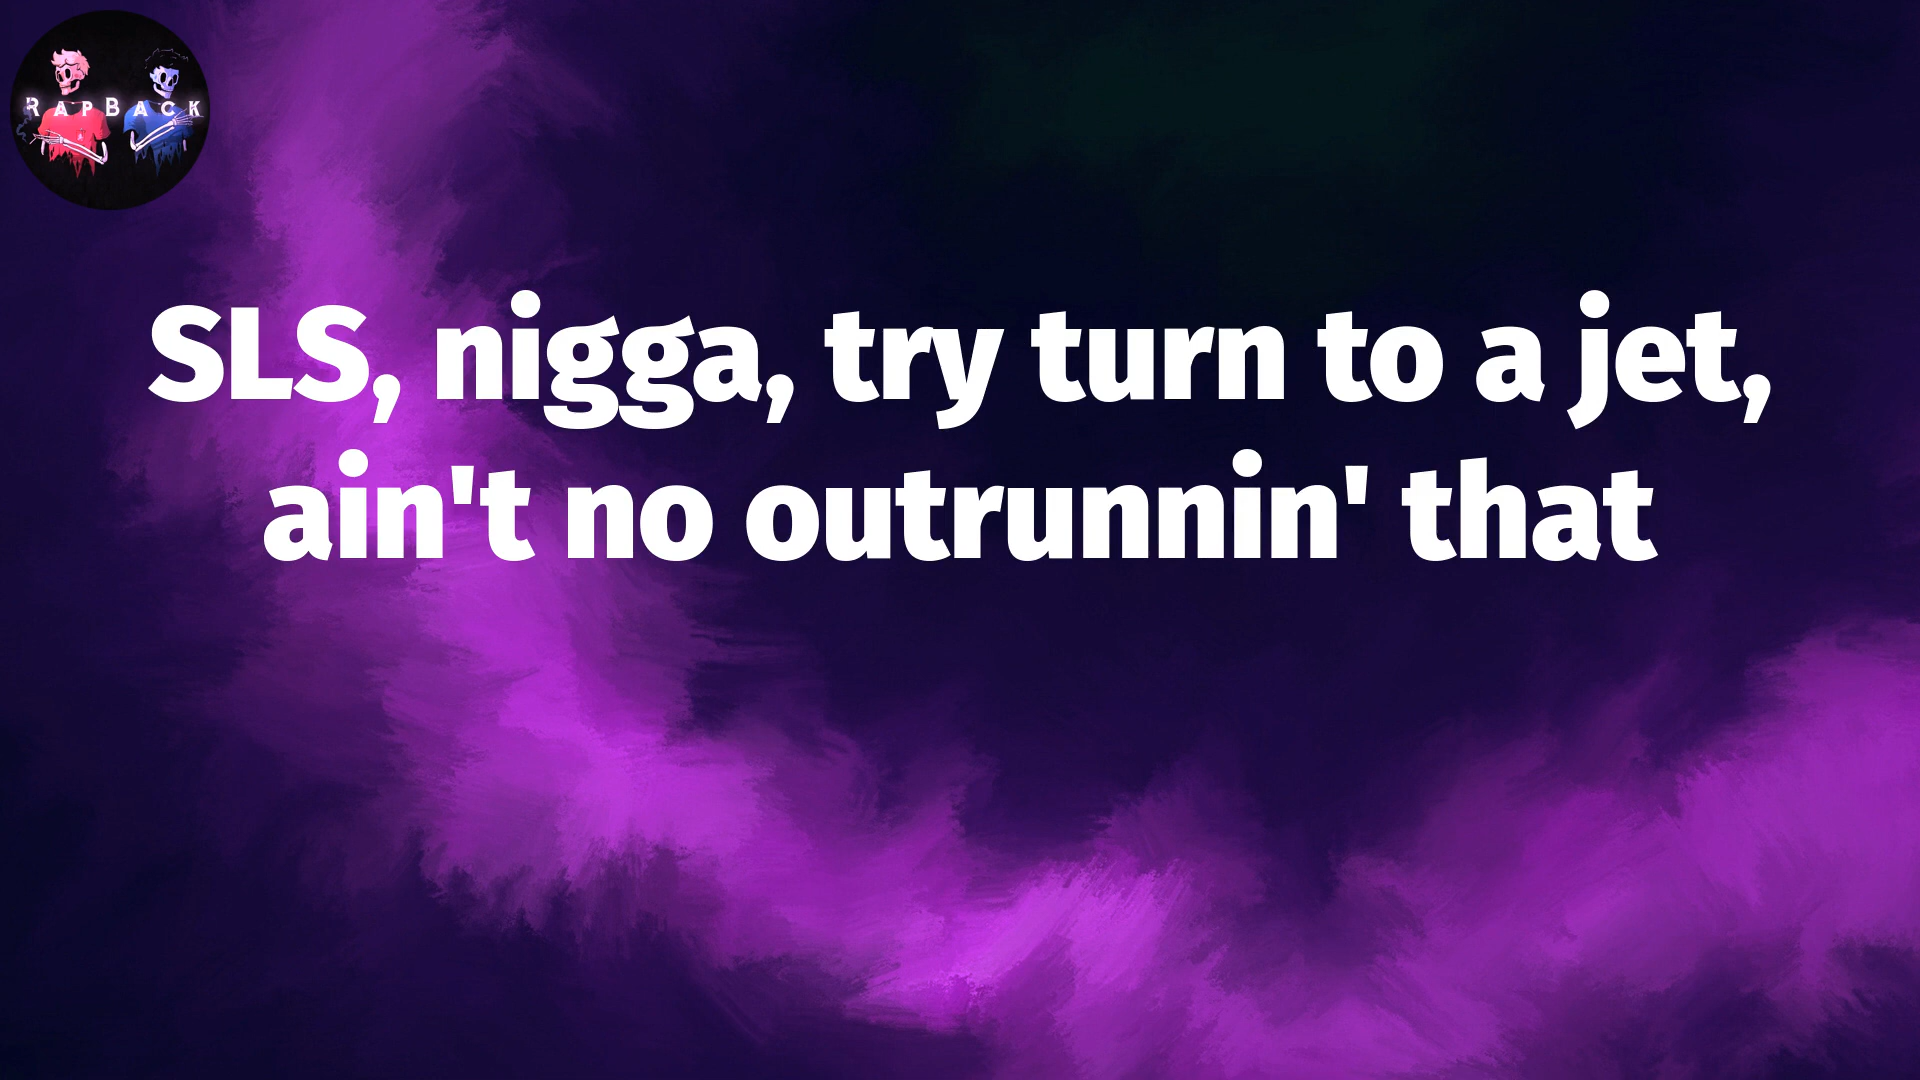 RAPBACK
SLS, nigga, try turn to a jet,
ain't no outrunnin' that